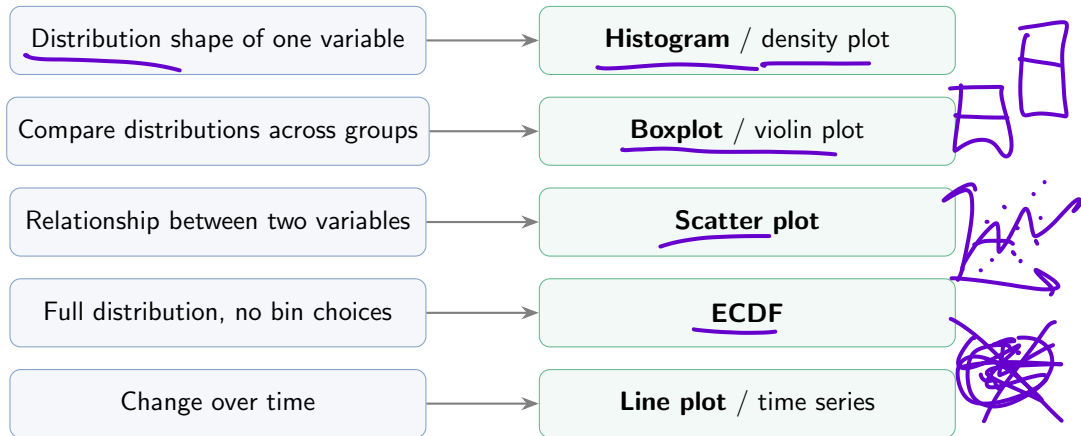 Distribution shape of one variable
Histogram / density plot
Compare distributions across groups
Boxplot / violin plot
Relationship between two variables
Scatter plot
Full distribution, no bin choices
ECDF
Change over time
Line plot / time series